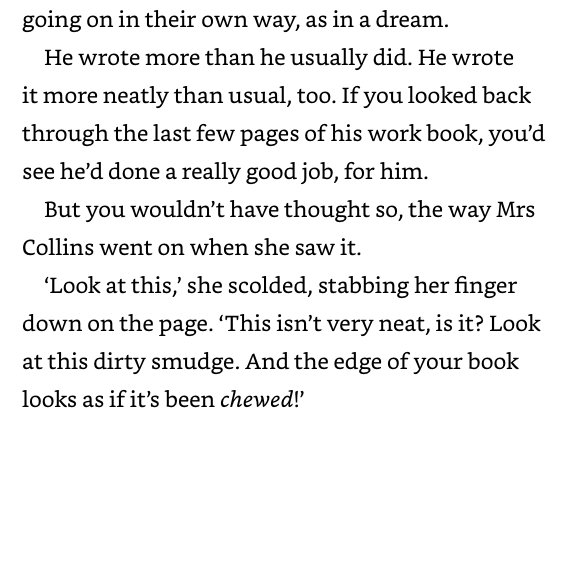 going on in their own way, as in a dream.
He wrote more than he usually did. He wrote
it more neatly than usual, too. If you looked back
through the last few pages of his work book, you’d
see he’d done a really good job, for him.
But you wouldn’t have thought so, the way Mrs
Collins went on when she saw it.
‘Look at this,’ she scolded, stabbing her finger
down on the page. ‘This isn’t very neat, is it? Look
at this dirty smudge. And the edge of your book
looks as if it’s been chewed!’